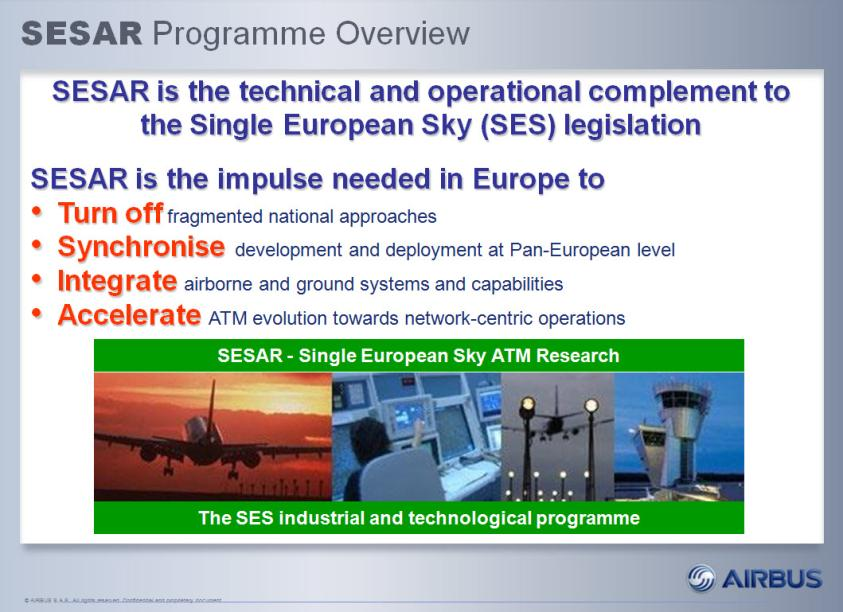 SESAR Programme Overview
SESAR is the technical and operational complement to
the Single European Sky (SES) legislation
SESAR is the impulse needed in Europe to
• Turn off fragmented national approaches
• Synchronise development and deployment at Pan-European level
• Integrate airborne and ground systems and capabilities
• Accelerate ATM evolution towards network-centric operations
SESAR - Single European Sky ATM Research
The SES industrial and technological programme
AIRBUS
© AIRBUS S.A.S. All rights reserved. Confidential and proprietary document.